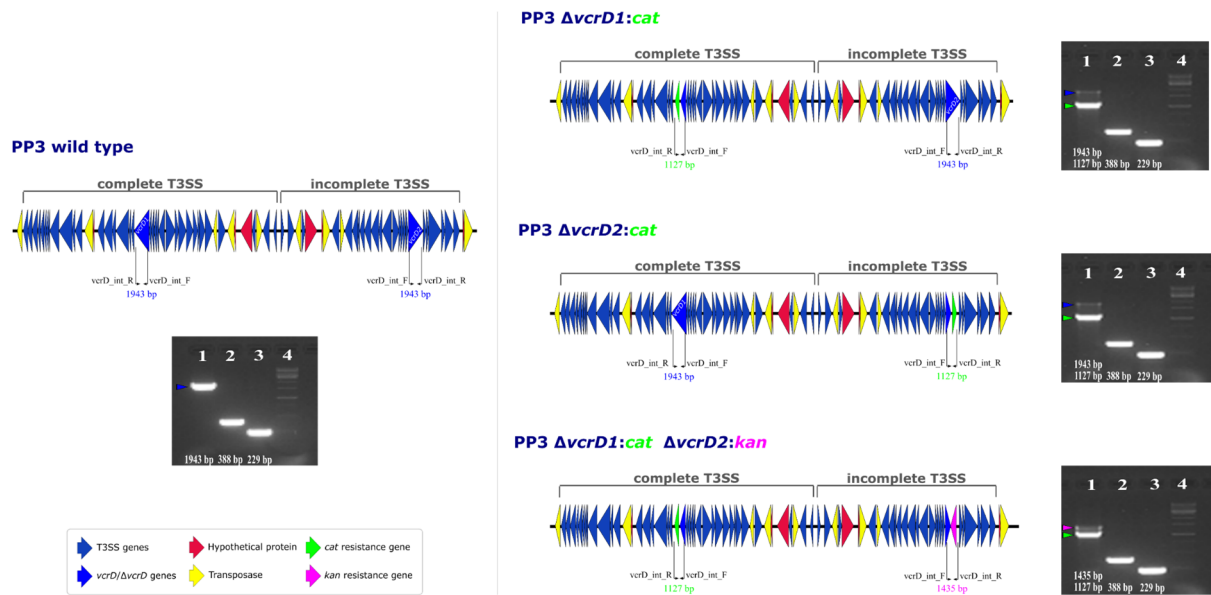 PP3 wild type
complete T3SS
incomplete T3SS
vcrD1
vcrD2
vcrD_int_R
vcrD_int_F
vcrD_int_F
vcrD_int_R
1943 bp
1943 bp
1 2 3 4
1943 bp 388 bp 229 bp
T3SS genes
Hypothetical protein
cat resistance gene
vcrD/ΔvcrD genes
Transposase
kan resistance gene
PP3 ΔvcrD1:cat
complete T3SS
incomplete T3SS
vcrD2
vcrD_int_R
vcrD_int_F
vcrD_int_F
vcrD_int_R
1127 bp
1943 bp
1 2 3 4
1943 bp
1127 bp 388 bp 229 bp
PP3 ΔvcrD2:cat
complete T3SS
incomplete T3SS
vcrD1
vcrD_int_R
vcrD_int_F
vcrD_int_F
vcrD_int_R
1943 bp
1127 bp
1 2 3 4
1943 bp
1127 bp 388 bp 229 bp
PP3 ΔvcrD1:cat ΔvcrD2:kan
complete T3SS
incomplete T3SS
vcrD_int_R
vcrD_int_F
vcrD_int_F
vcrD_int_R
1127 bp
1435 bp
1 2 3 4
1435 bp
1127 bp 388 bp 229 bp